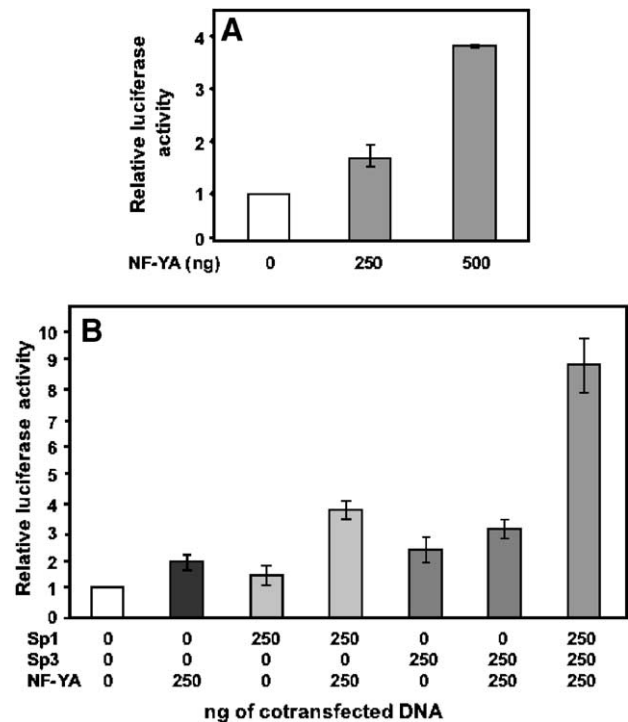 A
Relative luciferase
activity
4
3
2
1
0
NF-YA (ng) 0 250 500
B
Relative luciferase activity
10
9
8
7
6
5
4
3
2
1
0
Sp1 0 0 250 250 0 0 250
Sp3 0 0 0 0 250 250 250
NF-YA 0 250 0 250 0 250 250
ng of cotransfected DNA